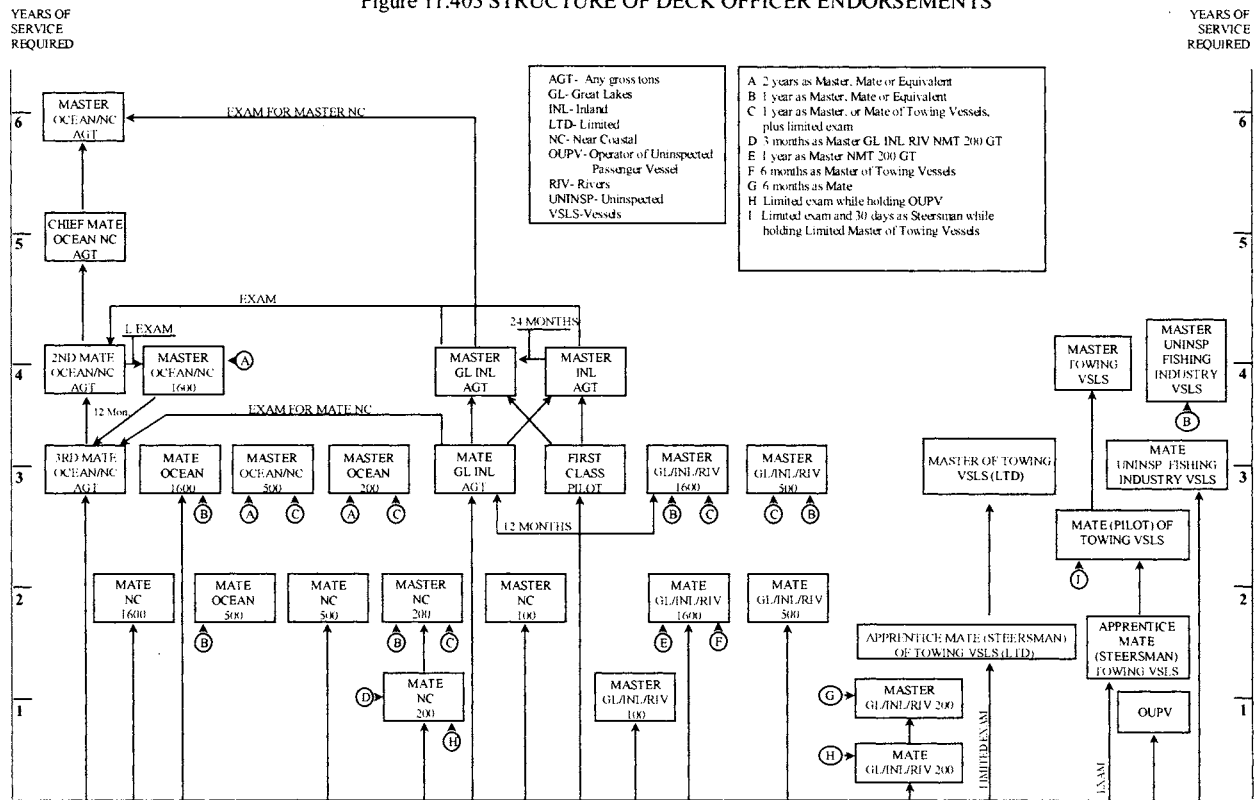 Figure 11.403 STRUCTURE OF DECK OFFICER ENDORSEMENTS
YEARS OF
SERVICE
REQUIRED
YEARS OF
SERVICE
REQUIRED
AGT- Any gross tons
GL- Great Lakes
INL- Inland
LTD- Limited
NC- Near Coastal
OUPV- Operator of Uninspected
Passenger Vessel
RIV- Rivers
UNINSP- Uninspected
VSLS-Vessels
A 2 years as Master, Mate or Equivalent
B 1 year as Master, Mate or Equivalent
C 1 year as Master, or Mate of Towing Vessels,
plus limited exam
D 3 months as Master GL INL RIV NMT 200 GT
E 1 year as Master NMT 200 GT
F 6 months as Master of Towing Vessels
G 6 months as Mate
H Limited exam while holding OUPV
I Limited exam and 30 days as Steersman while
holding Limited Master of Towing Vessels
6
MASTER
OCEAN/NC
AGT
EXAM FOR MASTER NC
6
5
CHIEF MATE
OCEAN NC
AGT
5
EXAM
L EXAM
24 MONTHS
4
2ND MATE
OCEAN/NC
AGT
MASTER
OCEAN/NC
1600
A
MASTER
GL INL
AGT
MASTER
INL
AGT
MASTER
TOWING
VSLS
MASTER
UNINSP
FISHING
INDUSTRY
VSLS
B
4
12 Mon.
EXAM FOR MATE NC
3
3RD MATE
OCEAN/NC
AGT
MATE
OCEAN
1600
B
MASTER
OCEAN/NC
500
A
C
MASTER
OCEAN
200
A
C
MATE
GL INL
AGT
FIRST
CLASS
PILOT
MASTER
GL/INL/RIV
1600
B
C
MASTER
GL/INL/RIV
500
C
B
MASTER OF TOWING
VSLS (LTD)
MATE
UNINSP FISHING
INDUSTRY VSLS
3
12 MONTHS
MATE (PILOT) OF
TOWING VSLS
I
2
MATE
NC
1600
MATE
OCEAN
500
B
MATE
NC
500
MASTER
NC
200
B
C
MASTER
NC
100
MATE
GL/INL/RIV
1600
E
F
MATE
GL/INL/RIV
500
2
APPRENTICE MATE (STEERSMAN)
OF TOWING VSLS (LTD)
APPRENTICE
MATE
(STEERSMAN)
TOWING VSLS
1
D
MATE
NC
200
H
MASTER
GL/INL/RIV
100
G
MASTER
GL/INL/RIV 200
OUPV
1
H
MATE
GL/INL/RIV 200
LIMITED EXAM
EXAM